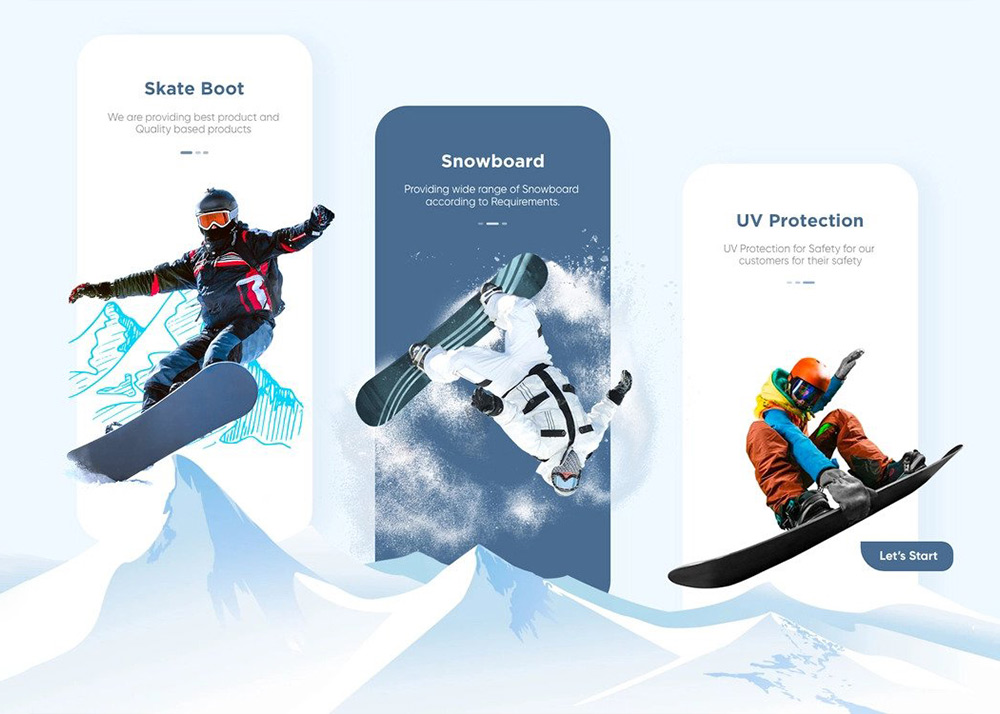 Skate Boot
We are providing best product and
Quality based products
Snowboard
Providing wide range of Snowboard
according to Requirements.
UV Protection
UV Protection for Safety for our
customers for their safety
Let's Start